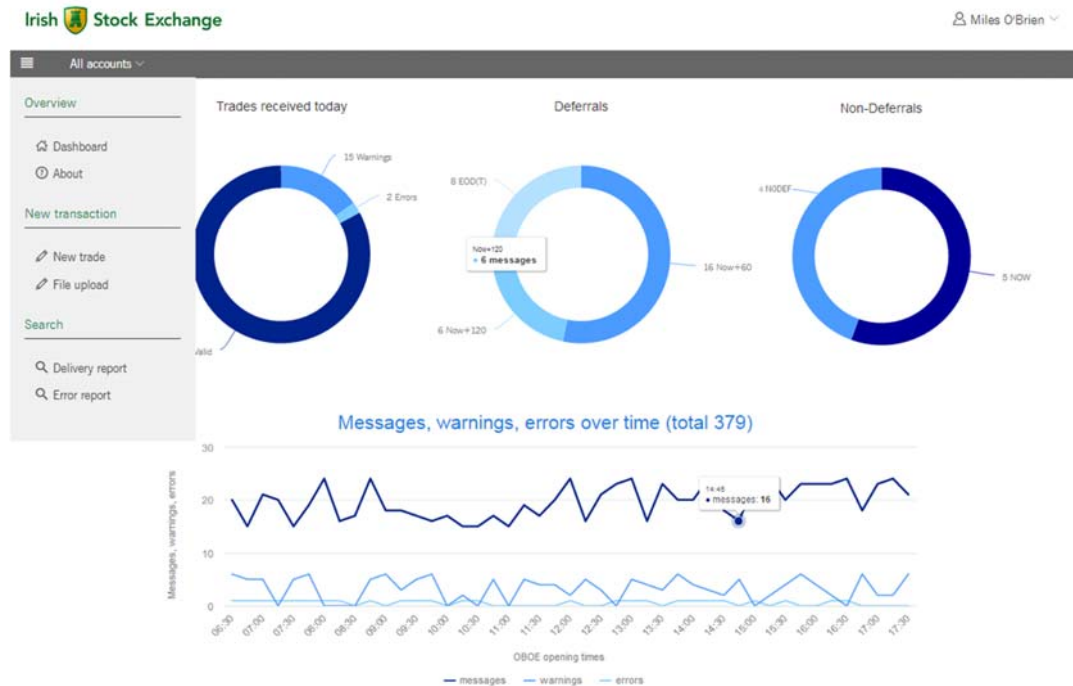 Irish Stock Exchange
Miles O'Brien
All accounts
Overview
Dashboard
About
New transaction
New trade
File upload
Search
Delivery report
Error report
Trades received today
15 Warnings
2 Errors
Deferrals
8 EOD(T)
Now+120
6 messages
16 Now+60
6 Now+120
Non-Deferrals
NODEF
5 NOW
Messages, warnings, errors over time (total 379)
Messages, warnings, errors
30
20
10
0
14:45
messages: 16
06:30
07:00
07:30
08:00
08:30
09:00
09:30
10:00
10:30
11:00
11:30
12:00
12:30
13:00
13:30
14:00
14:30
15:00
15:30
16:00
16:30
17:00
17:30
OBOE opening times
messages
warnings
errors